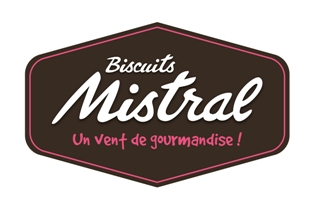 Biscuits
Mistral
Un vent de gourmandise !